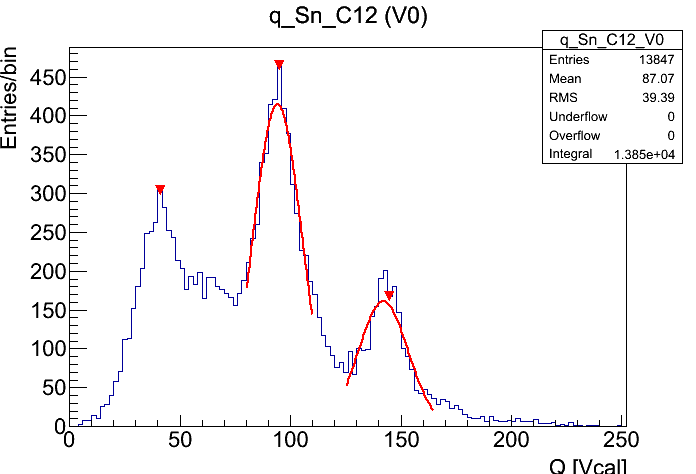 q_Sn_C12 (V0)
q_Sn_C12_V0
Entries 13847
Mean 87.07
RMS 39.39
Underflow 0
Overflow 0
Integral 1.385e+04
Entries/bin
450
400
350
300
250
200
150
100
50
0
0 50 100 150 200 250
Q [Vcal]